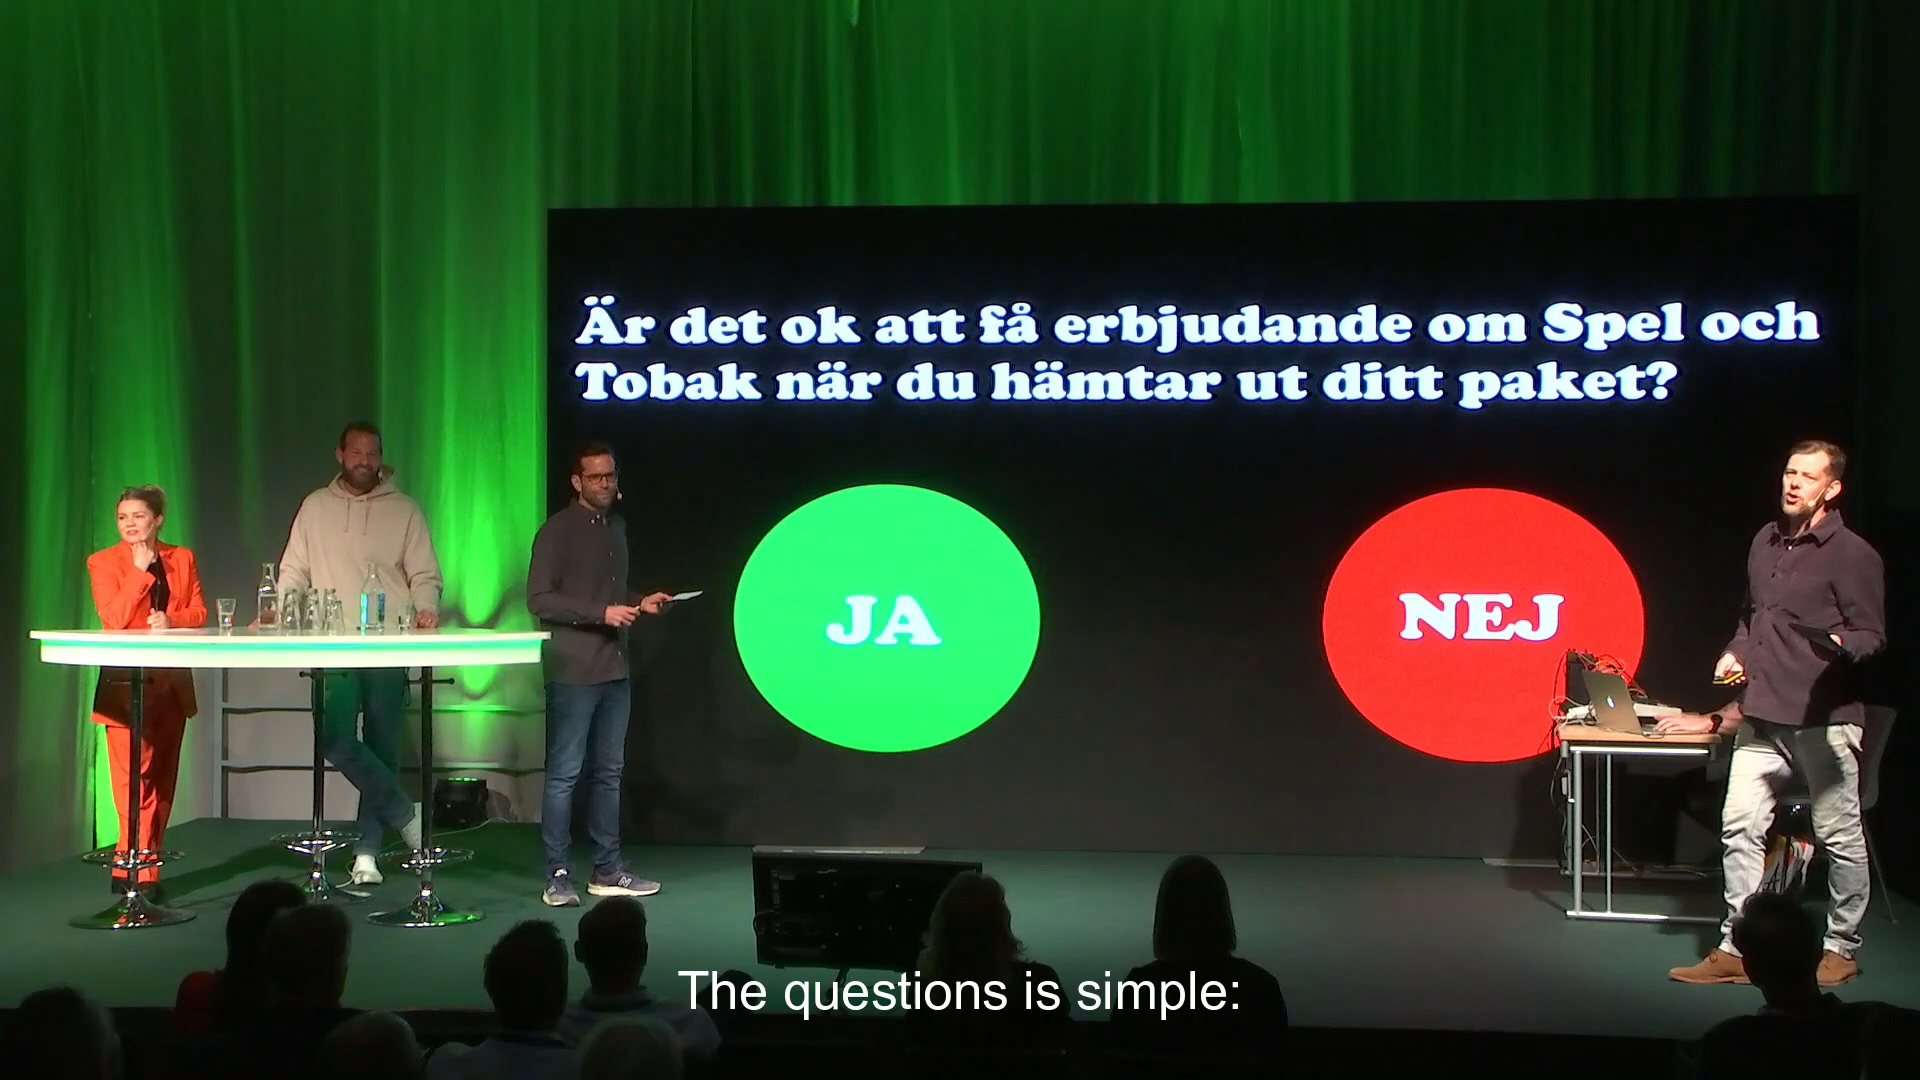 Är det ok att få erbjudande om Spel och
Tobak när du hämtar ut ditt paket?
JA
NEJ
The questions is simple: